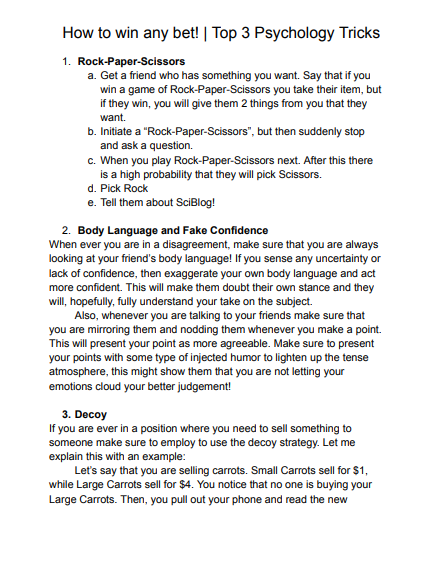 How to win any bet! | Top 3 Psychology Tricks
1. Rock-Paper-Scissors
a. Get a friend who has something you want. Say that if you
win a game of Rock-Paper-Scissors you take their item, but
if they win, you will give them 2 things from you that they
want.
b. Initiate a “Rock-Paper-Scissors”, but then suddenly stop
and ask a question.
c. When you play Rock-Paper-Scissors next. After this there
is a high probability that they will pick Scissors.
d. Pick Rock
e. Tell them about SciBlog!
2. Body Language and Fake Confidence
When ever you are in a disagreement, make sure that you are always
looking at your friend’s body language! If you sense any uncertainty or
lack of confidence, then exaggerate your own body language and act
more confident. This will make them doubt their own stance and they
will, hopefully, fully understand your take on the subject.
Also, whenever you are talking to your friends make sure that
you are mirroring them and nodding them whenever you make a point.
This will present your point as more agreeable. Make sure to present
your points with some type of injected humor to lighten up the tense
atmosphere, this might show them that you are not letting your
emotions cloud your better judgement!
3. Decoy
If you are ever in a position where you need to sell something to
someone make sure to employ to use the decoy strategy. Let me
explain this with an example:
Let’s say that you are selling carrots. Small Carrots sell for $1,
while Large Carrots sell for $4. You notice that no one is buying your
Large Carrots. Then, you pull out your phone and read the new